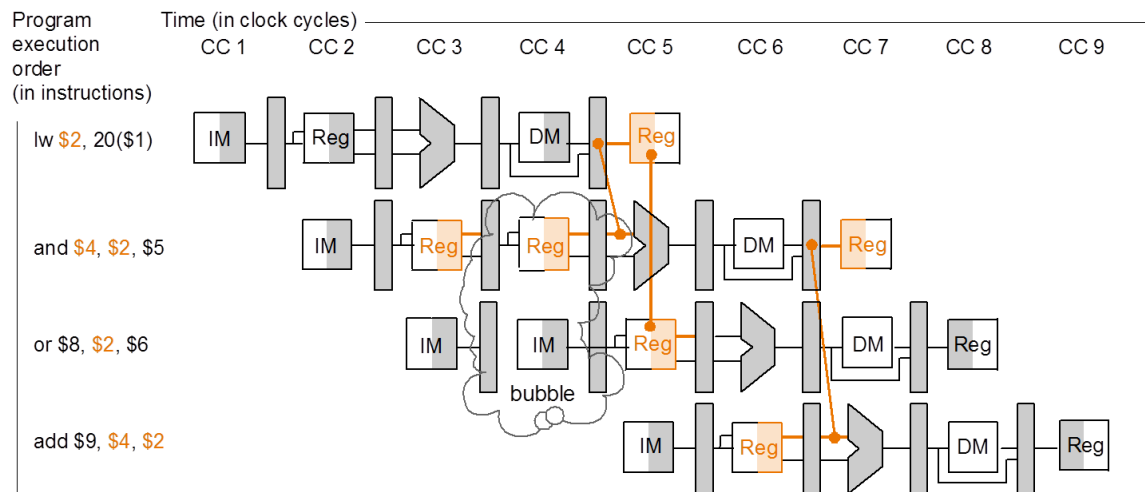 Program
execution
order
(in instructions)
Time (in clock cycles)
CC 1 CC 2 CC 3 CC 4 CC 5 CC 6 CC 7 CC 8 CC 9
lw $2, 20($1)
IM Reg DM Reg
and $4, $2, $5
IM Reg Reg DM Reg
or $8, $2, $6
IM IM Reg DM Reg
bubble
add $9, $4, $2
IM Reg DM Reg